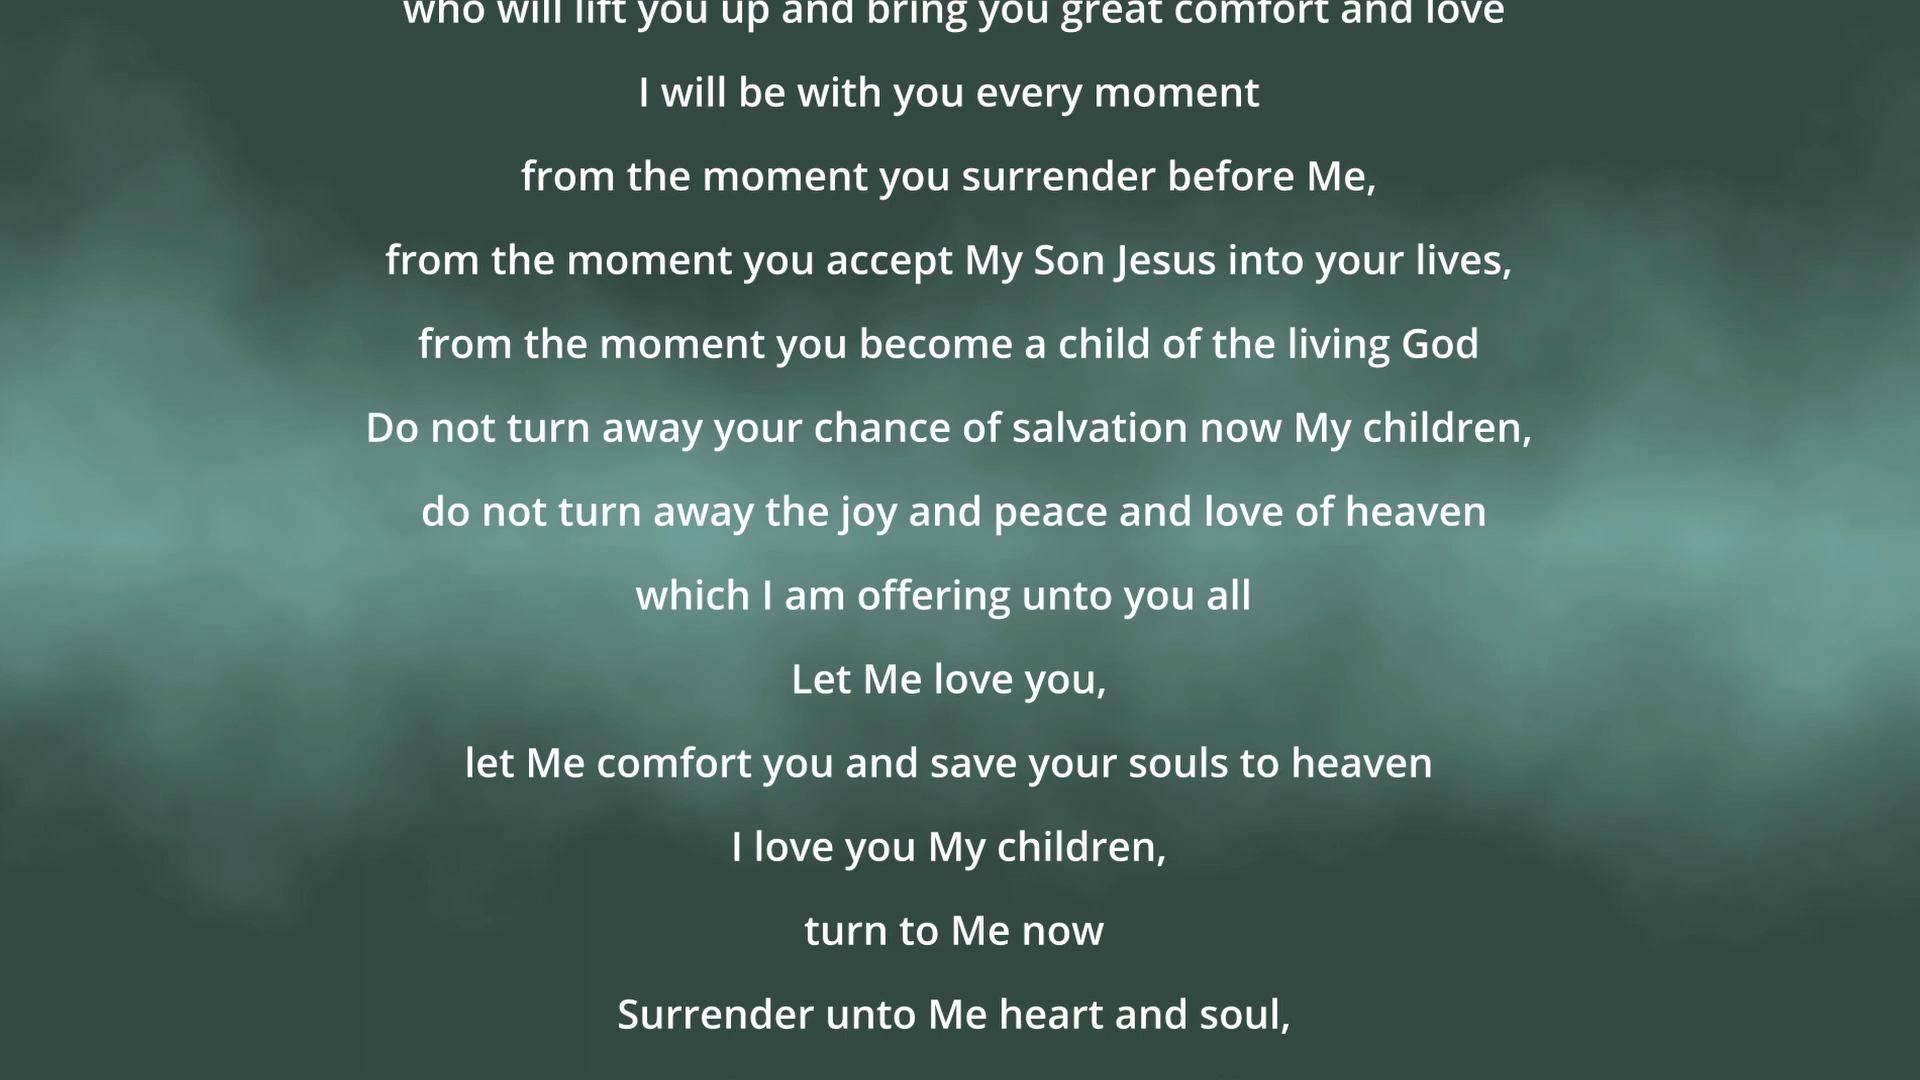 who will lift you up and bring you great comfort and love
I will be with you every moment
from the moment you surrender before Me,
from the moment you accept My Son Jesus into your lives,
from the moment you become a child of the living God
Do not turn away your chance of salvation now My children,
do not turn away the joy and peace and love of heaven
which I am offering unto you all
Let Me love you,
let Me comfort you and save your souls to heaven
I love you My children,
turn to Me now
Surrender unto Me heart and soul,